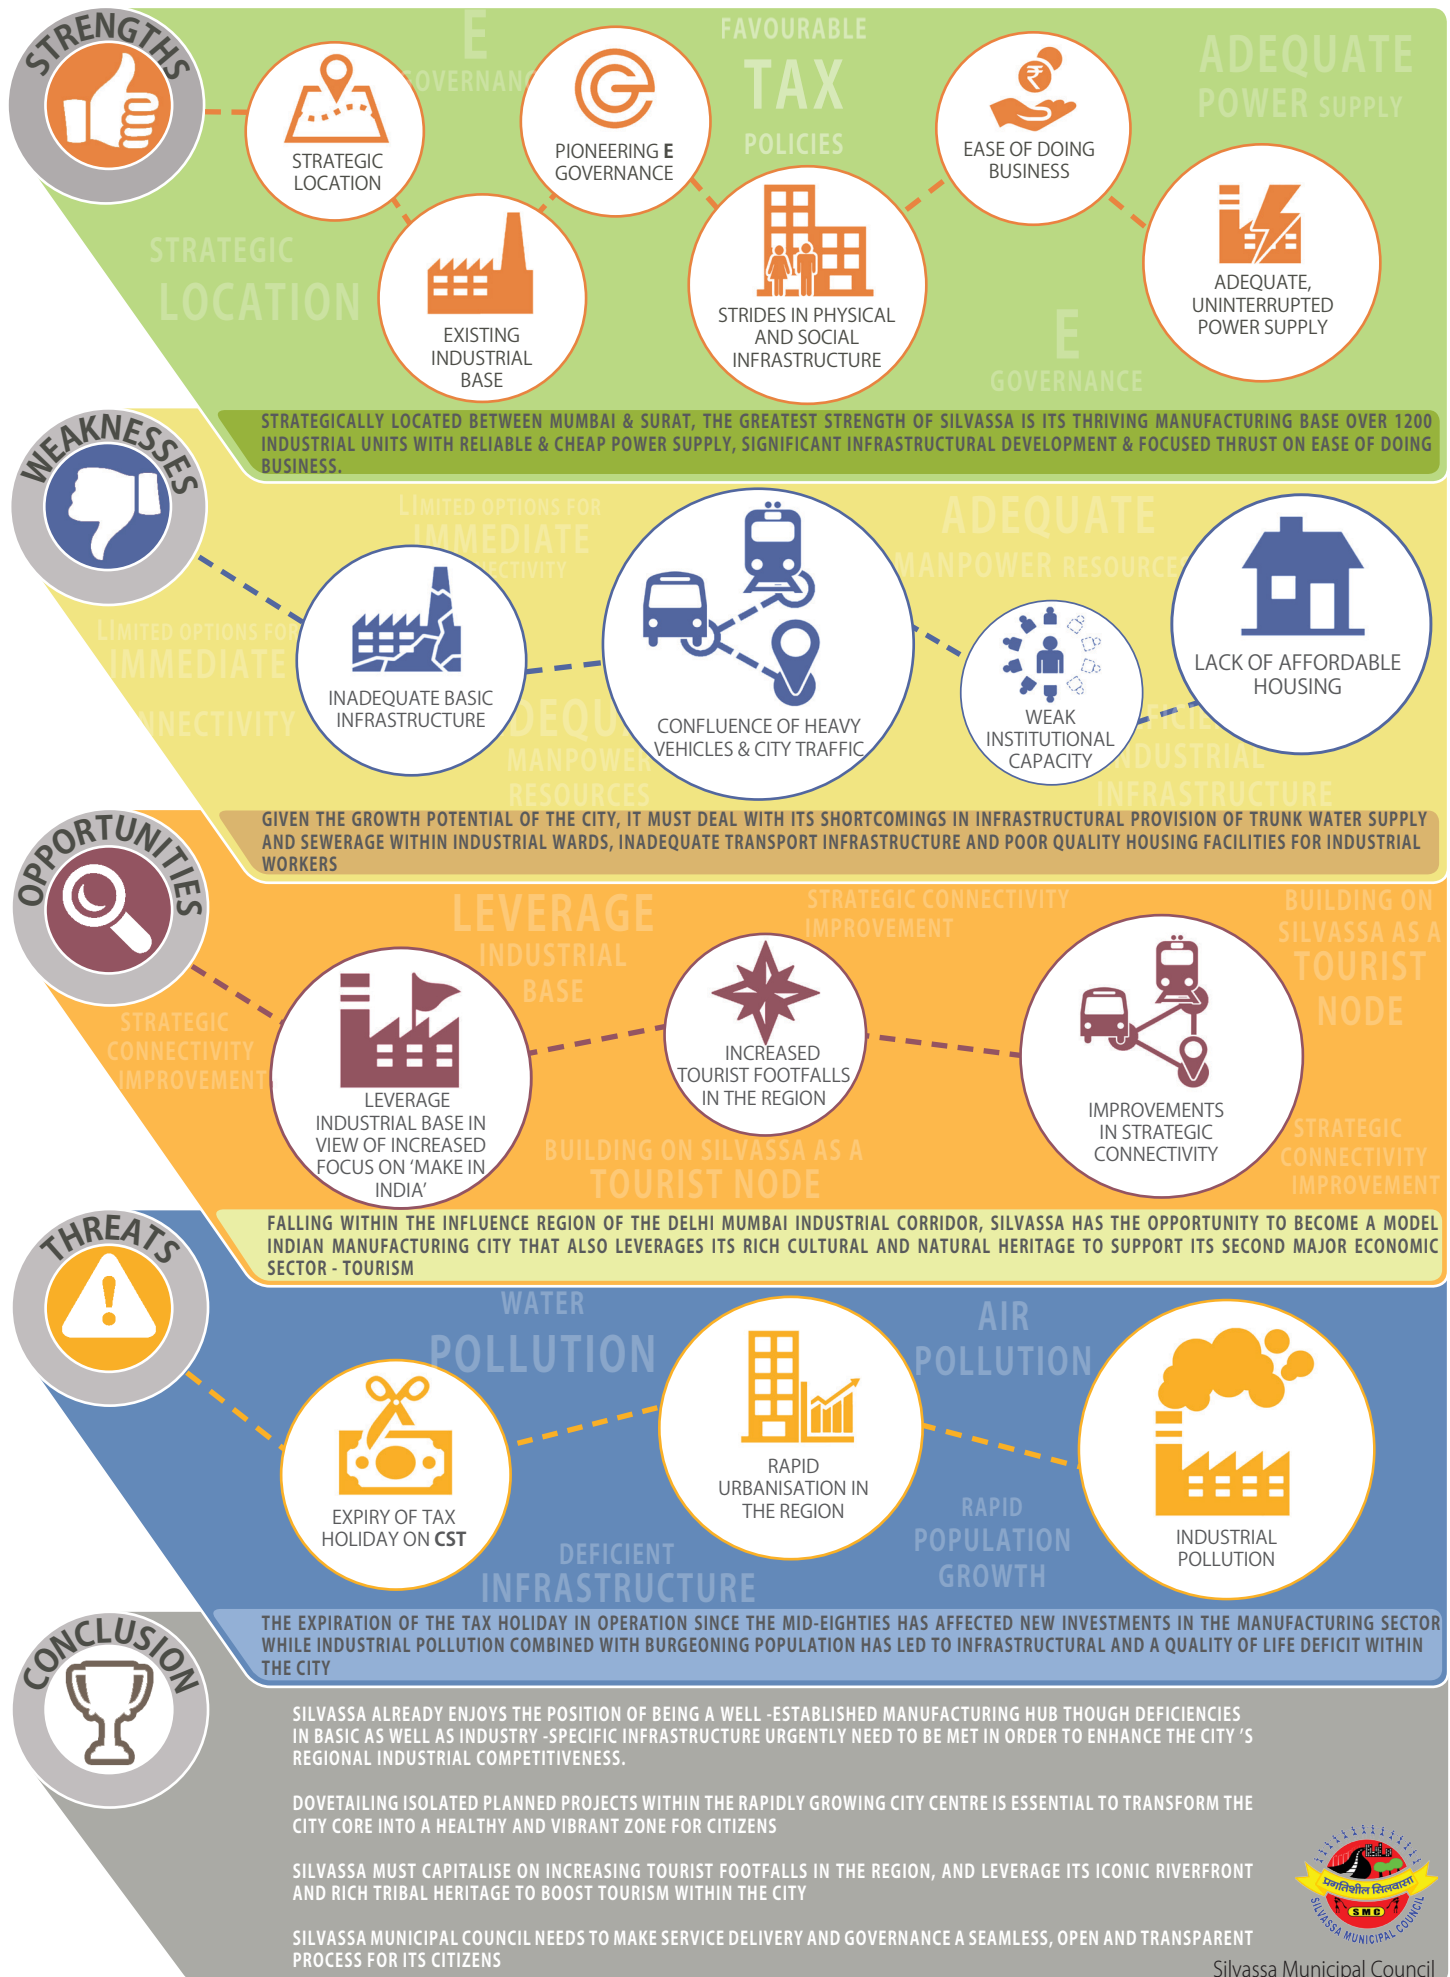 STRENGTHS
E
GOVERNANC
FAVOURABLE
TAX
POLICIES
ADEQUATE
POWER SUPPLY
STRATEGIC
LOCATION
PIONEERING E
GOVERNANCE
EASE OF DOING
BUSINESS
STRATEGIC
LOCATION
EXISTING
INDUSTRIAL
BASE
STRIDES IN PHYSICAL
AND SOCIAL
INFRASTRUCTURE
ADEQUATE,
UNINTERRUPTED
POWER SUPPLY
E
GOVERNANCE
STRATEGICALLY LOCATED BETWEEN MUMBAI & SURAT, THE GREATEST STRENGTH OF SILVASSA IS ITS THRIVING MANUFACTURING BASE OVER 1200
INDUSTRIAL UNITS WITH RELIABLE & CHEAP POWER SUPPLY, SIGNIFICANT INFRASTRUCTURAL DEVELOPMENT & FOCUSED THRUST ON EASE OF DOING
BUSINESS.
WEAKNESSES
LIMITED OPTIONS FOR
IMMEDIATE
ECTIVITY
ADEQUATE
MANPOWER RESOURCE
LIMITED OPTIONS FOR
IMMEDIATE
NNECTIVITY
INADEQUATE BASIC
INFRASTRUCTURE
DEQU
MANPOWER
RESOURCES
CONFLUENCE OF HEAVY
VEHICLES & CITY TRAFFIC
WEAK
INSTITUTIONAL
CAPACITY
FICIE
NDUSTRIAL
INFRASTRUCTURE
LACK OF AFFORDABLE
HOUSING
GIVEN THE GROWTH POTENTIAL OF THE CITY, IT MUST DEAL WITH ITS SHORTCOMINGS IN INFRASTRUCTURAL PROVISION OF TRUNK WATER SUPPLY
AND SEWERAGE WITHIN INDUSTRIAL WARDS, INADEQUATE TRANSPORT INFRASTRUCTURE AND POOR QUALITY HOUSING FACILITIES FOR INDUSTRIAL
WORKERS
OPPORTUNITIES
LEVERAGE
INDUSTRIAL
BASE
STRATEGIC CONNECTIVITY
IMPROVEMENT
BUILDING ON
SILVASSA AS A
TOURIST
NODE
STRATEGIC
CONNECTIVITY
IMPROVEMENT
LEVERAGE
INDUSTRIAL BASE IN
VIEW OF INCREASED
FOCUS ON ‘MAKE IN
INDIA’
INCREASED
TOURIST FOOTFALLS
IN THE REGION
IMPROVEMENTS
IN STRATEGIC
CONNECTIVITY
BUILDING ON SILVASSA AS A
TOURIST NODE
STRATEGIC
CONNECTIVITY
IMPROVEMENT
FALLING WITHIN THE INFLUENCE REGION OF THE DELHI MUMBAI INDUSTRIAL CORRIDOR, SILVASSA HAS THE OPPORTUNITY TO BECOME A MODEL
INDIAN MANUFACTURING CITY THAT ALSO LEVERAGES ITS RICH CULTURAL AND NATURAL HERITAGE TO SUPPORT ITS SECOND MAJOR ECONOMIC
SECTOR - TOURISM
THREATS
WATER
POLLUTION
AIR
POLLUTION
EXPIRY OF TAX
HOLIDAY ON CST
RAPID
URBANISATION IN
THE REGION
INDUSTRIAL
POLLUTION
DEFICIENT
INFRASTRUCTURE
RAPID
POPULATION
GROWTH
THE EXPIRATION OF THE TAX HOLIDAY IN OPERATION SINCE THE MID-EIGHTIES HAS AFFECTED NEW INVESTMENTS IN THE MANUFACTURING SECTOR
WHILE INDUSTRIAL POLLUTION COMBINED WITH BURGEONING POPULATION HAS LED TO INFRASTRUCTURAL AND A QUALITY OF LIFE DEFICIT WITHIN
THE CITY
CONCLUSION
SILVASSA ALREADY ENJOYS THE POSITION OF BEING A WELL -ESTABLISHED MANUFACTURING HUB THOUGH DEFICIENCIES
IN BASIC AS WELL AS INDUSTRY -SPECIFIC INFRASTRUCTURE URGENTLY NEED TO BE MET IN ORDER TO ENHANCE THE CITY 'S
REGIONAL INDUSTRIAL COMPETITIVENESS.
DOVETAILING ISOLATED PLANNED PROJECTS WITHIN THE RAPIDLY GROWING CITY CENTRE IS ESSENTIAL TO TRANSFORM THE
CITY CORE INTO A HEALTHY AND VIBRANT ZONE FOR CITIZENS
SILVASSA MUST CAPITALISE ON INCREASING TOURIST FOOTFALLS IN THE REGION, AND LEVERAGE ITS ICONIC RIVERFRONT
AND RICH TRIBAL HERITAGE TO BOOST TOURISM WITHIN THE CITY
SILVASSA MUNICIPAL COUNCIL NEEDS TO MAKE SERVICE DELIVERY AND GOVERNANCE A SEAMLESS, OPEN AND TRANSPARENT
PROCESS FOR ITS CITIZENS
प्रगतिशील सिलवासा
SMC
SILVASSA MUNICIPAL COUNCIL
Silvassa Municipal Council